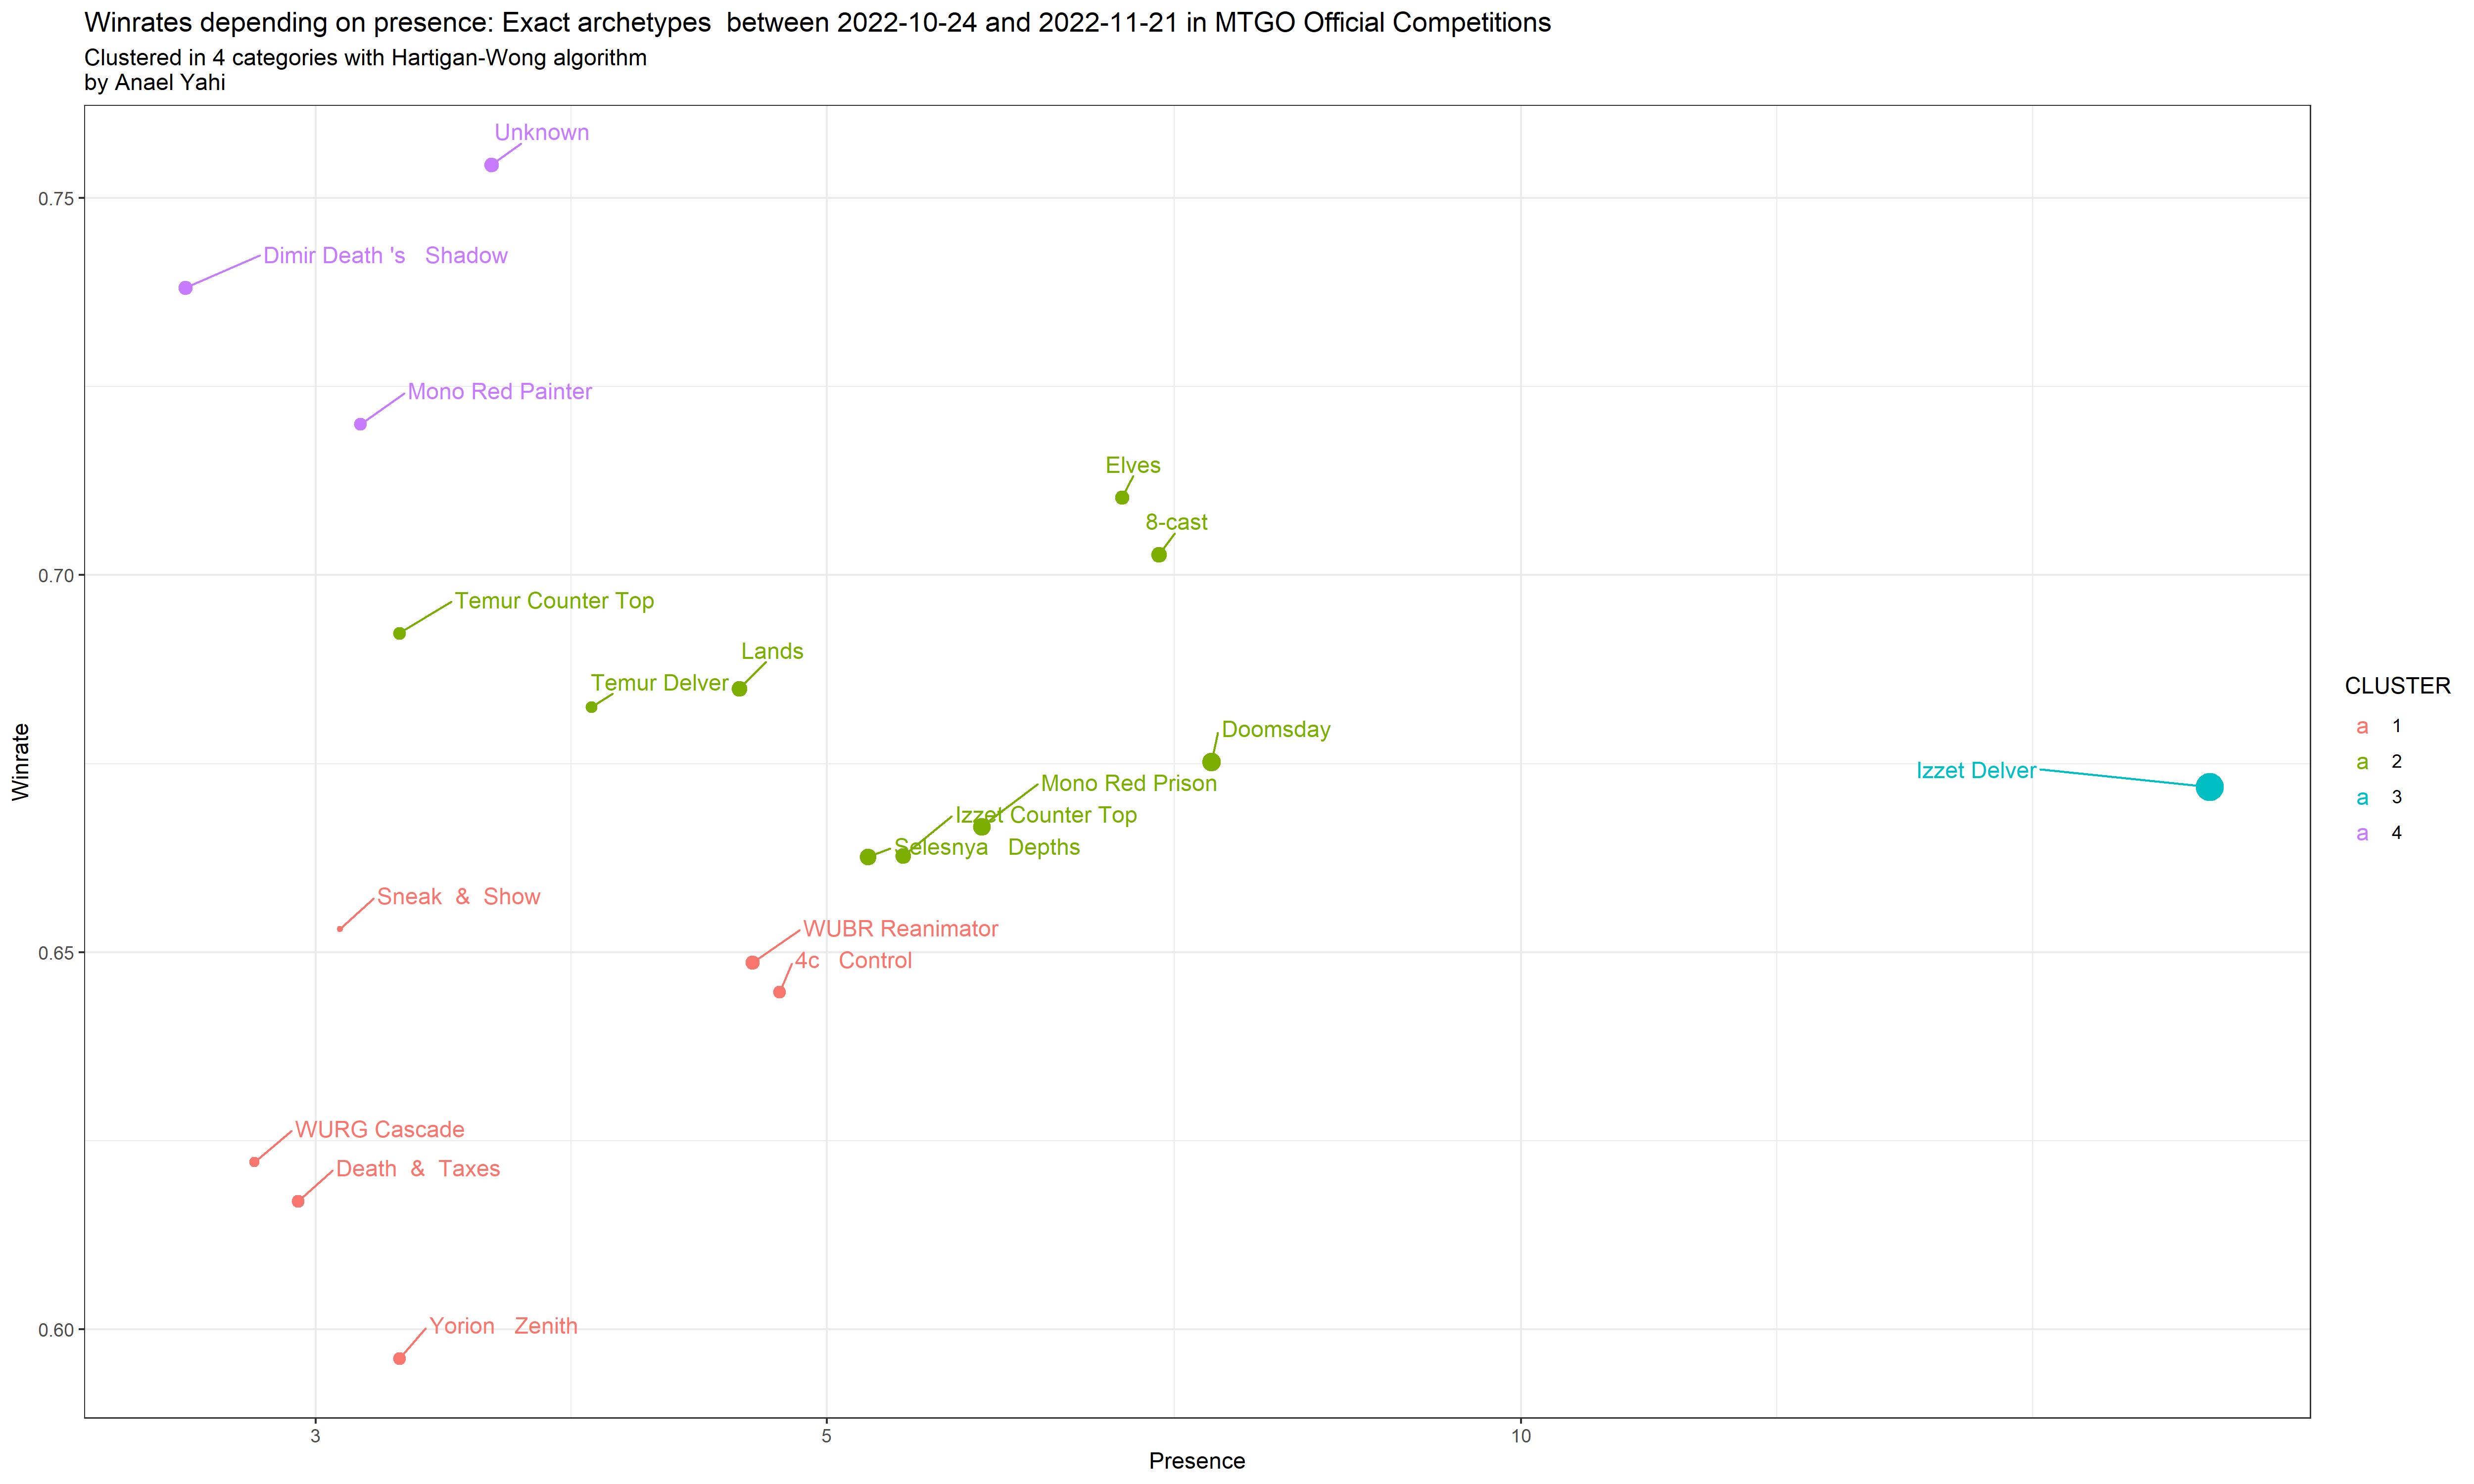 Winrates depending on presence: Exact archetypes  between 2022-10-24 and 2022-11-21 in MTGO Official Competitions
Clustered in 4 categories with Hartigan-Wong algorithm
by Anael Yahi
Unknown
0.75
Dimir Death 's   Shadow
Mono Red Painter
Elves
8-cast
0.70
Temur Counter Top
Lands
Temur Delver
CLUSTER
a 1
a 2
a 3
a 4
Doomsday
Izzet Delver
Mono Red Prison
Izzet Counter Top
Selesnya   Depths
Winrate
Sneak  &  Show
WUBR Reanimator
0.65
4c   Control
WURG Cascade
Death  &  Taxes
Yorion   Zenith
0.60
3 5 10
Presence